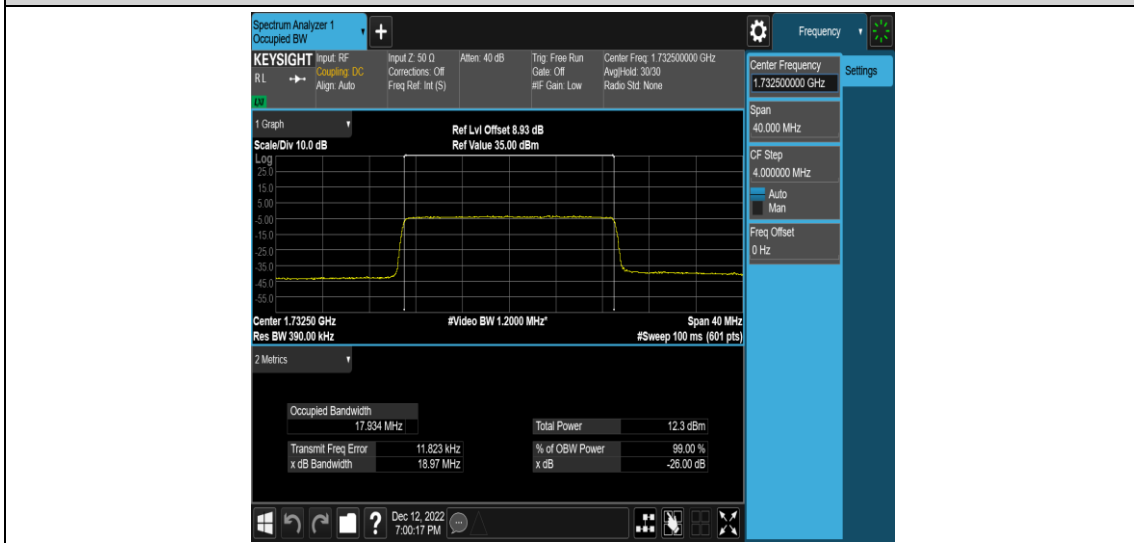 Spectrum Analyzer 1
Occupied BW
+
Frequency
KEYSIGHT
RL
Input: RF
Coupling: DC
Align: Auto
Input Z: 50 Ω
Corrections: Off
Freq Ref: Int (S)
Atten: 40 dB
Trig: Free Run
Gate: Off
#IF Gain: Low
Center Freq: 1.732500000 GHz
Avg|Hold: 30/30
Radio Std: None
Center Frequency
1.732500000 GHz
Settings
Span
40.000 MHz
CF Step
4.000000 MHz
Auto
Man
Freq Offset
0 Hz
1 Graph
Scale/Div 10.0 dB
Ref Lvl Offset 8.93 dB
Ref Value 35.00 dBm
Log
25.0
15.0
5.00
-5.00
-15.0
-25.0
-35.0
-45.0
-55.0
Center 1.73250 GHz
Res BW 390.00 kHz
#Video BW 1.2000 MHz*
Span 40 MHz
#Sweep 100 ms (601 pts)
2 Metrics
Occupied Bandwidth
17.934 MHz
Transmit Freq Error 11.823 kHz
x dB Bandwidth 18.97 MHz
Total Power 12.3 dBm
% of OBW Power 99.00 %
x dB -26.00 dB
?
Dec 12, 2022
7:00:17 PM